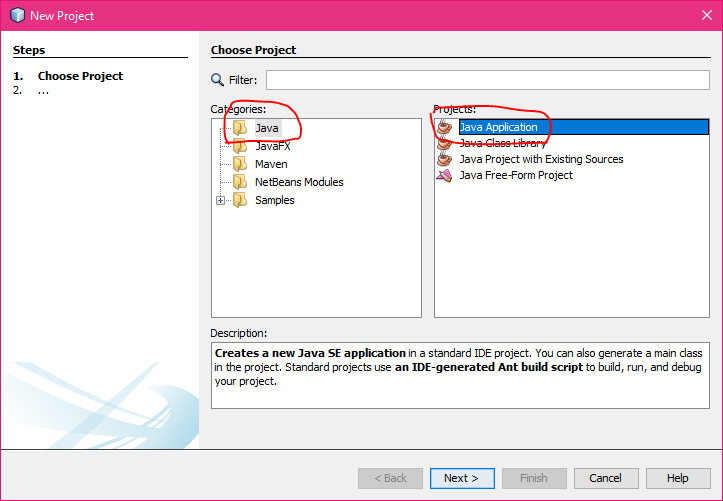 New Project
Steps
1. Choose Project
2. ...
Choose Project
Filter:
Categories:
Java
JavaFX
Maven
NetBeans Modules
Samples
Projects:
Java Application
Java Class Library
Java Project with Existing Sources
Java Free-Form Project
Description:
Creates a new Java SE application in a standard IDE project. You can also generate a main class
in the project. Standard projects use an IDE-generated Ant build script to build, run, and debug
your project.
< Back
Next >
Finish
Cancel
Help